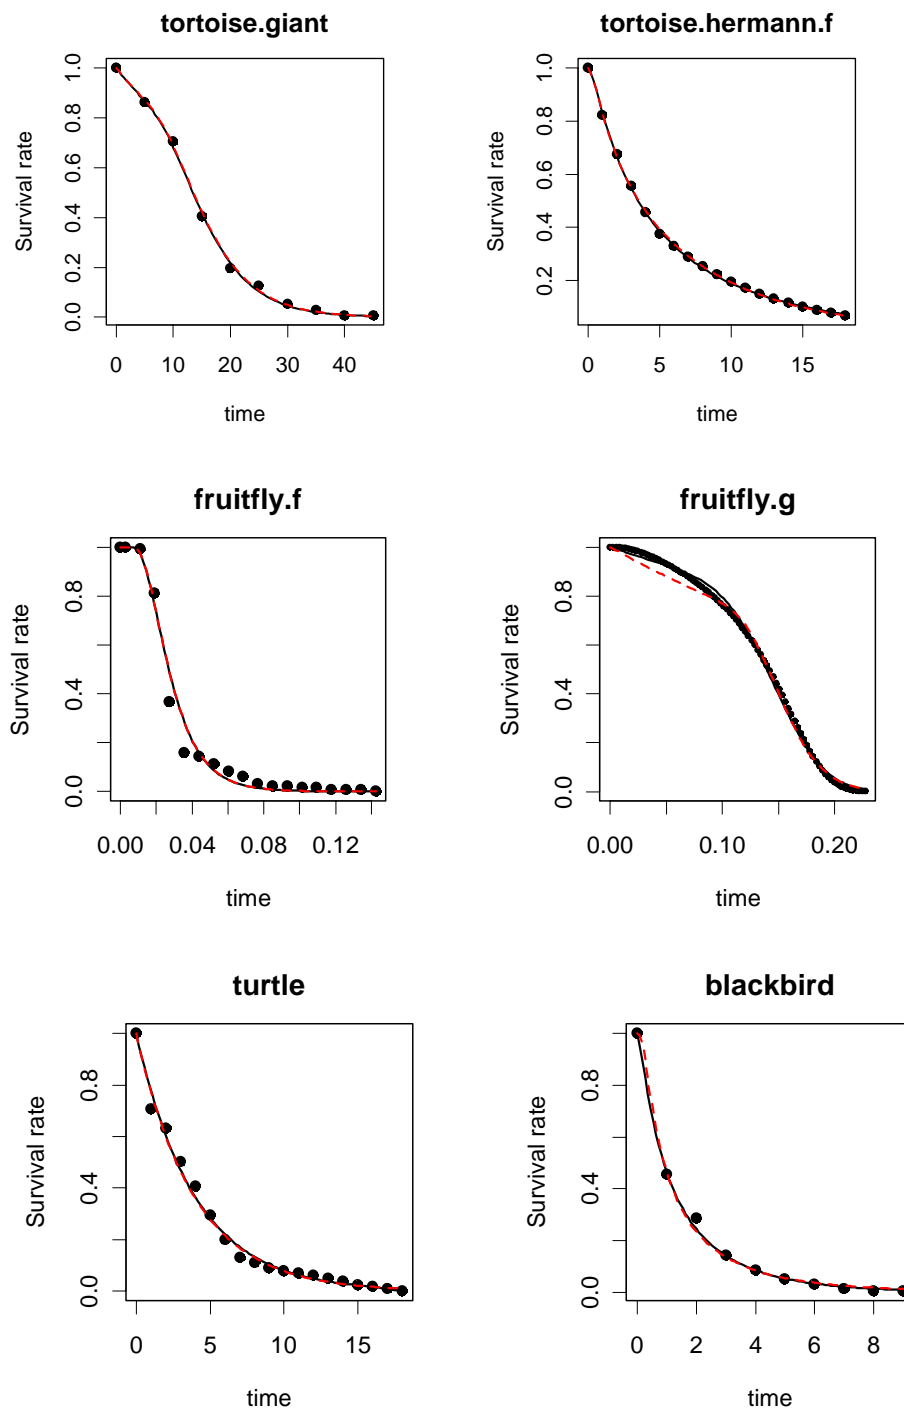 tortoise.giant
Survival rate
0.0 0.2 0.4 0.6 0.8 1.0
0 10 20 30 40
time
tortoise.hermann.f
Survival rate
0.2 0.4 0.6 0.8 1.0
0 5 10 15
time
fruitfly.f
Survival rate
0.0 0.4 0.8
0.00 0.04 0.08 0.12
time
fruitfly.g
Survival rate
0.0 0.4 0.8
0.00 0.10 0.20
time
turtle
Survival rate
0.0 0.4 0.8
0 5 10 15
time
blackbird
Survival rate
0.0 0.4 0.8
0 2 4 6 8
time